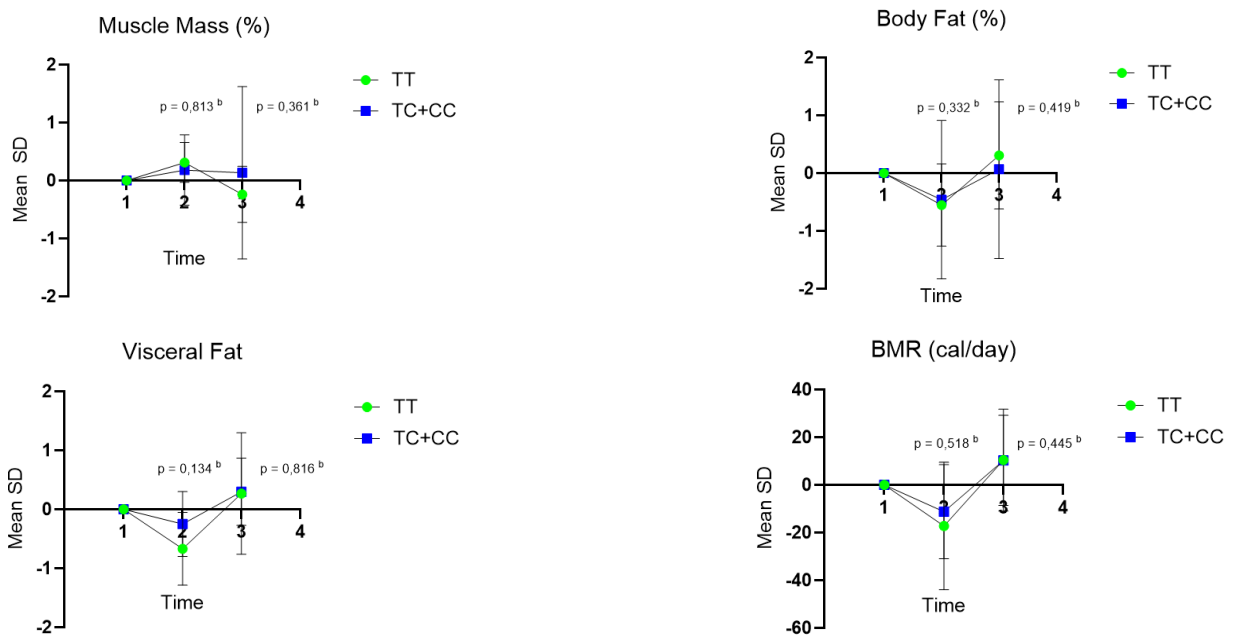 Muscle Mass (%)
2
1
0
-1
-2
Mean SD
1
2
3
4
Time
p = 0,813 b
p = 0,361 b
TT
TC+CC
Body Fat (%)
2
1
0
-1
-2
Mean SD
1
2
3
4
Time
p = 0,332 b
p = 0,419 b
TT
TC+CC
Visceral Fat
2
1
0
-1
-2
Mean SD
1
2
3
4
Time
p = 0,134 b
p = 0,816 b
TT
TC+CC
BMR (cal/day)
40
20
0
-20
-40
-60
Mean SD
1
2
3
4
Time
p = 0,518 b
p = 0,445 b
TT
TC+CC